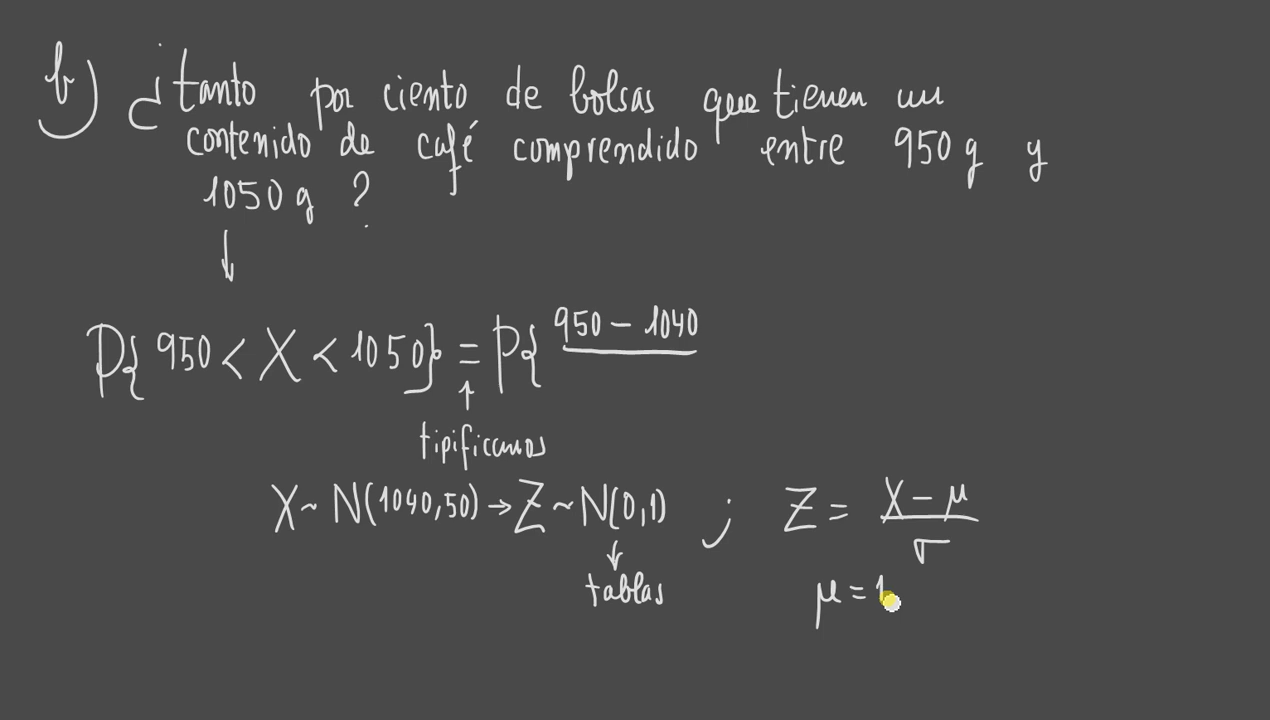 b) ¿tanto por ciento de bolsas que tienen un
contenido de café comprendido entre 950 g y
1050 g ?
↓
P{ 950 < X < 1050} = P{ 950 - 1040
↑
tipificamos
X ~ N(1040,50) → Z ~ N(0,1) ; Z = (X - μ)/σ
↓
tablas
μ = 1